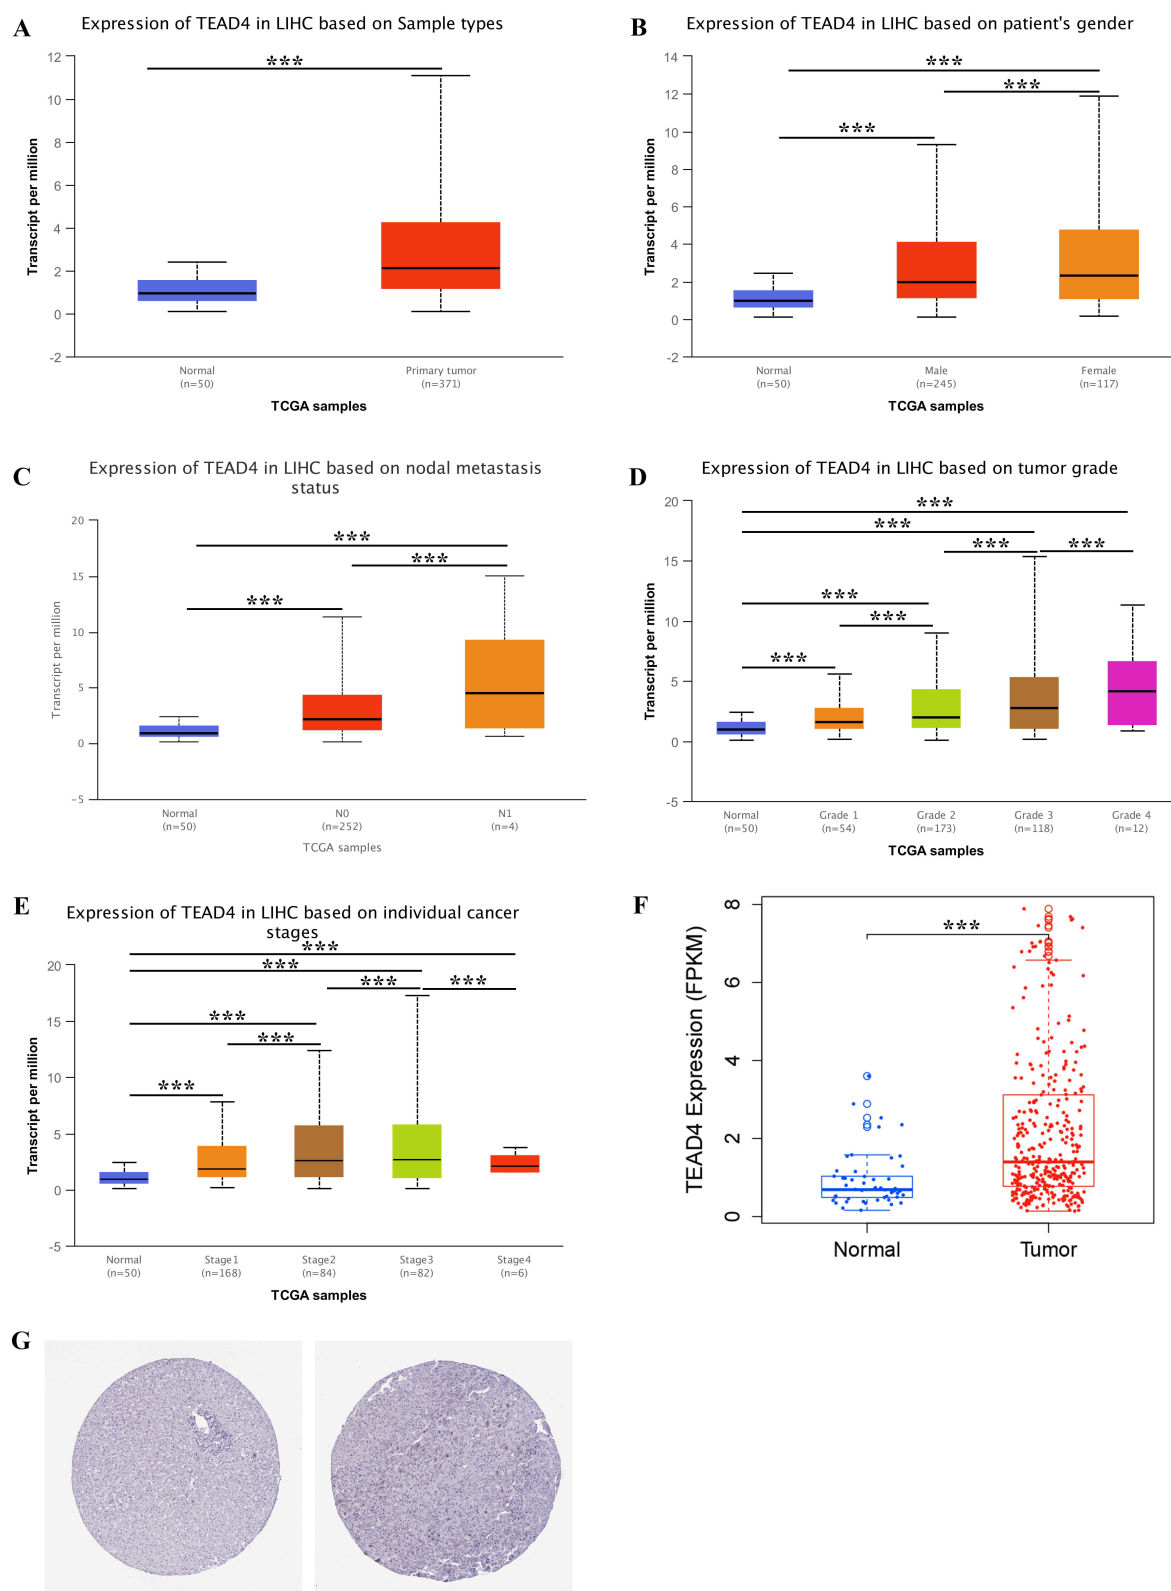 A
Expression of TEAD4 in LIHC based on Sample types
***
12
10
8
6
4
2
0
-2
Transcript per million
Normal
(n=50)
Primary tumor
(n=371)
TCGA samples
B
Expression of TEAD4 in LIHC based on patient's gender
***
***
***
14
12
10
8
6
4
2
0
-2
Transcript per million
Normal
(n=50)
Male
(n=245)
Female
(n=117)
TCGA samples
C
Expression of TEAD4 in LIHC based on nodal metastasis
status
***
***
***
20
15
10
5
0
-5
Transcript per million
Normal
(n=50)
N0
(n=252)
N1
(n=4)
TCGA samples
D
Expression of TEAD4 in LIHC based on tumor grade
***
***
***
***
***
***
***
20
15
10
5
0
-5
Transcript per million
Normal
(n=50)
Grade 1
(n=54)
Grade 2
(n=173)
Grade 3
(n=118)
Grade 4
(n=12)
TCGA samples
E
Expression of TEAD4 in LIHC based on individual cancer
stages
***
***
***
***
***
***
***
20
15
10
5
0
-5
Transcript per million
Normal
(n=50)
Stage1
(n=168)
Stage2
(n=84)
Stage3
(n=82)
Stage4
(n=6)
TCGA samples
F
***
8
6
4
2
0
TEAD4 Expression (FPKM)
Normal
Tumor
G